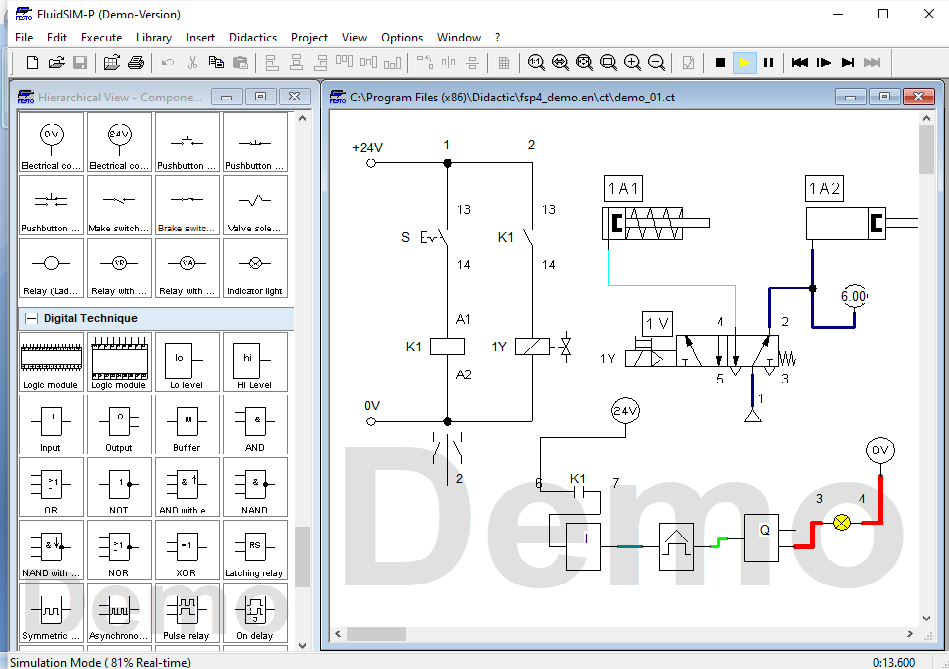 FluidSIM-P (Demo-Version)
File Edit Execute Library Insert Didactics Project View Options Window ?
Hierarchical View - Compone...
Electrical co... Electrical co... Pushbutton ... Pushbutton ...
0V 24V
Pushbutton ... Make switch... Brake switc... Valve sole...
Relay (Lad... Relay with ... Relay with ... Indicator light
Digital Technique
lo hi
Logic module Logic module Lo level Hi Level
I O M &
Input Output Buffer AND
>1 1 & &
OR NOT AND with e... NAND
& >1 =1 RS
NAND with ... NOR XOR Latching relay
Symmetric ... Asynchrono... Pulse relay On delay
C:\Program Files (x86)\Didactic\fsp4_demo.en\ct\demo_01.ct
+24V 1 2
13 13
S K1
14 14
A1
K1 1Y
A2
0V
2
1A1 1A2
6.00
1V 4 2
1Y
5 3
1
24V
0V
6 K1 7
3 4
I Q
Demo
Demo
Simulation Mode ( 81% Real-time) 0:13.600